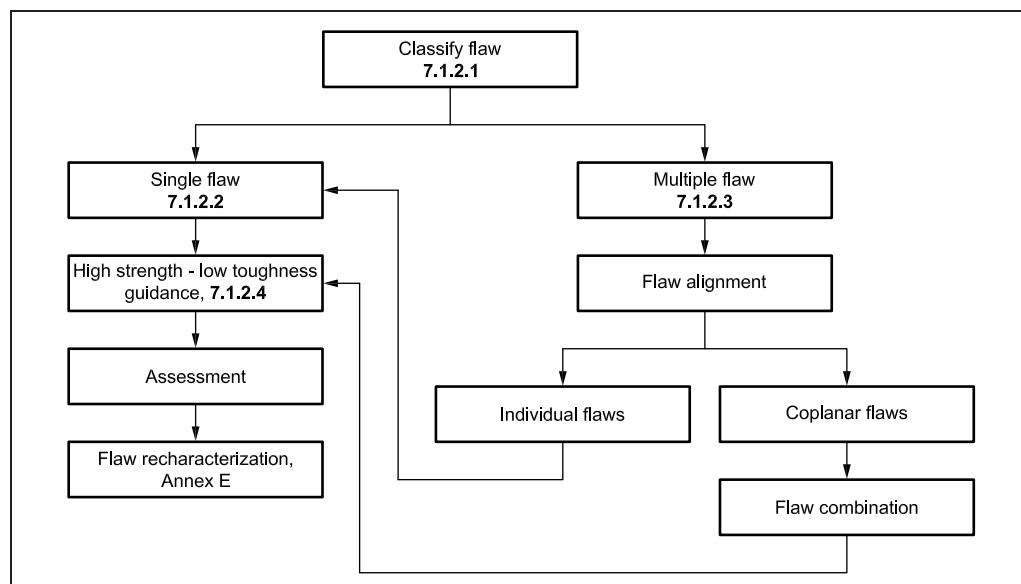 Classify flaw
7.1.2.1
Single flaw
7.1.2.2
Multiple flaw
7.1.2.3
High strength - low toughness
guidance, 7.1.2.4
Flaw alignment
Assessment
Individual flaws
Coplanar flaws
Flaw recharacterization,
Annex E
Flaw combination